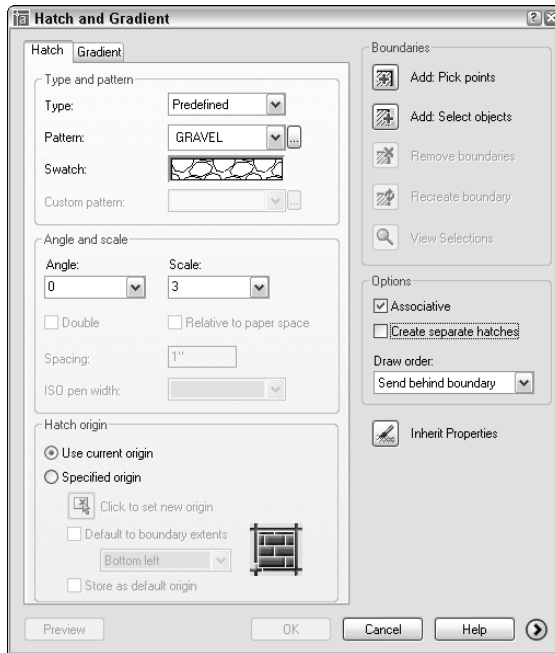 Hatch and Gradient
Hatch
Gradient
Type and pattern
Type:
Predefined
Pattern:
GRAVEL
...
Swatch:
Custom pattern:
...
Angle and scale
Angle:
Scale:
0
3
Double
Relative to paper space
Spacing:
1"
ISO pen width:
Hatch origin
Use current origin
Specified origin
Click to set new origin
Default to boundary extents
Bottom left
Store as default origin
Boundaries
Add: Pick points
Add: Select objects
Remove boundaries
Recreate boundary
View Selections
Options
Associative
Create separate hatches
Draw order:
Send behind boundary
Inherit Properties
Preview
OK
Cancel
Help